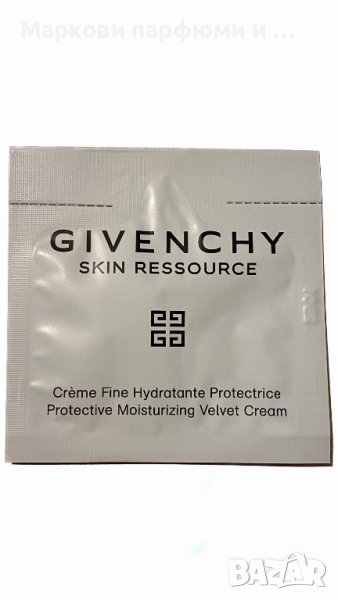 Маркови парфюми и ...
GIVENCHY
SKIN RESSOURCE
Crème Fine Hydratante Protectrice
Protective Moisturizing Velvet Cream
BAZAR